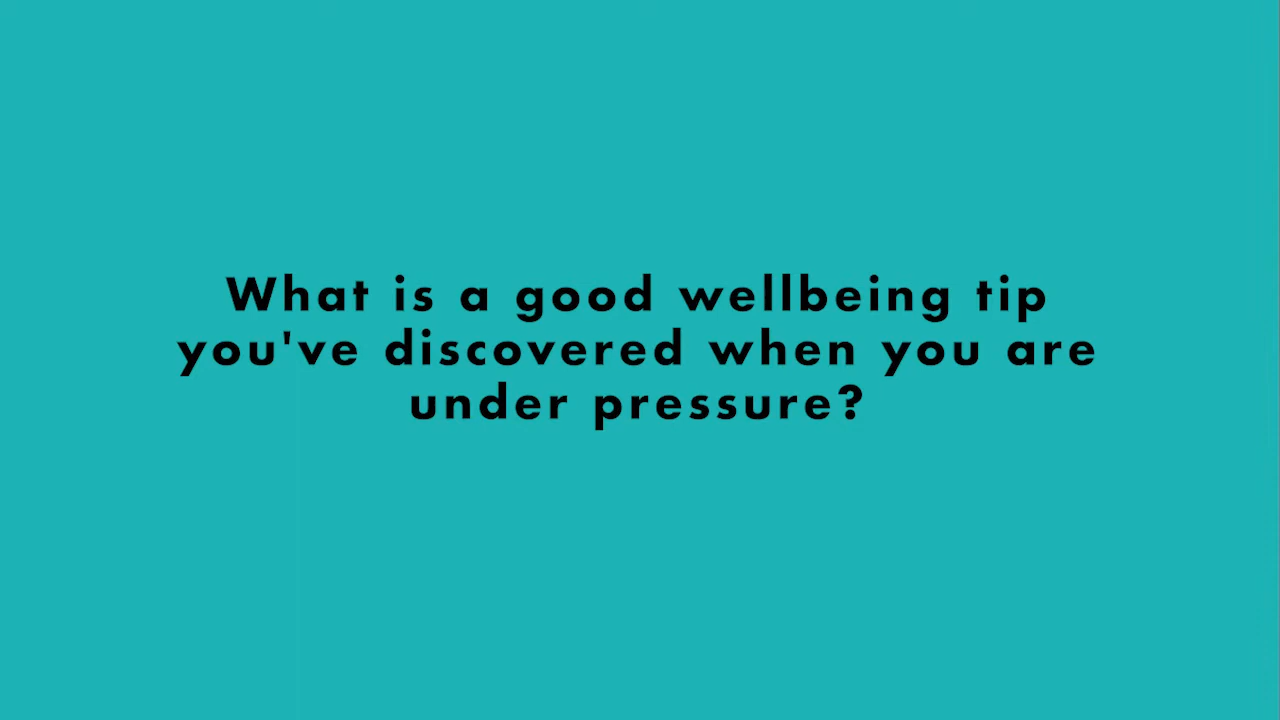 What is a good wellbeing tip
you've discovered when you are
under pressure?